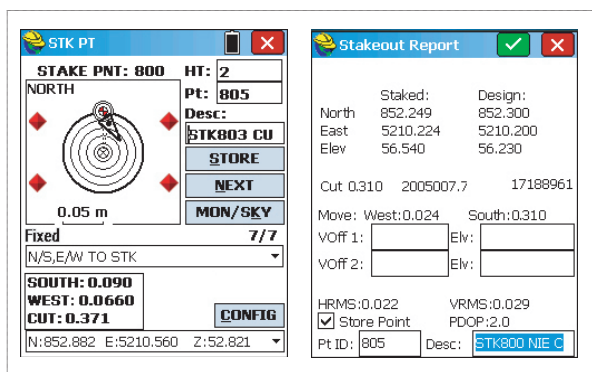 STK PT
STAKE PNT: 800
HT: 2
NORTH
Pt: 805
Desc:
STK803 CU
STORE
NEXT
0.05 m
MON/SKY
Fixed
7/7
N/S,E/W TO STK
SOUTH: 0.090
WEST: 0.0660
CUT: 0.371
CONFIG
N:852.882 E:5210.560 Z:52.821
Stakeout Report
Staked: Design:
North 852.249 852.300
East 5210.224 5210.200
Elev 56.540 56.230
Cut 0.310 2005007.7 17188961
Move: West:0.024 South:0.310
VOff 1: Elv:
VOff 2: Elv:
HRMS:0.022 VRMS:0.029
Store Point PDOP:2.0
Pt ID: 805 Desc: STK800 NIE C